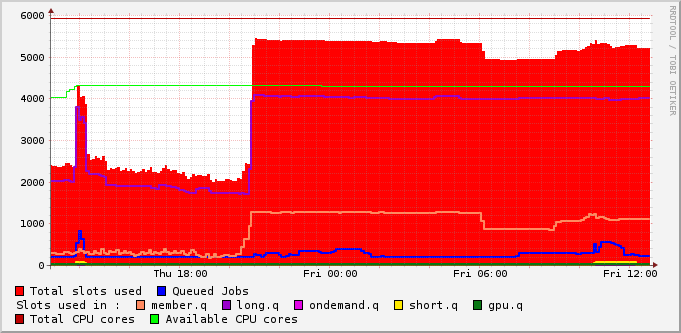 6000
5000
4000
3000
2000
1000
0
Thu 18:00 Fri 00:00 Fri 06:00 Fri 12:00
Total slots used Queued Jobs
Slots used in : member.q long.q ondemand.q short.q gpu.q
Total CPU cores Available CPU cores
RRDTOOL / TOBI OETIKER